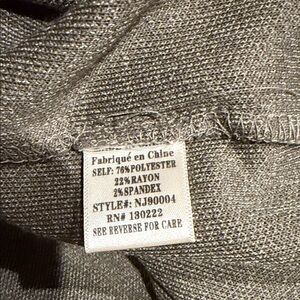 Fabriqué en Chine
SELF: 76%POLYESTER
22%RAYON
2%SPANDEX
STYLE#: NJ90004
RN# 130222
SEE REVERSE FOR CARE